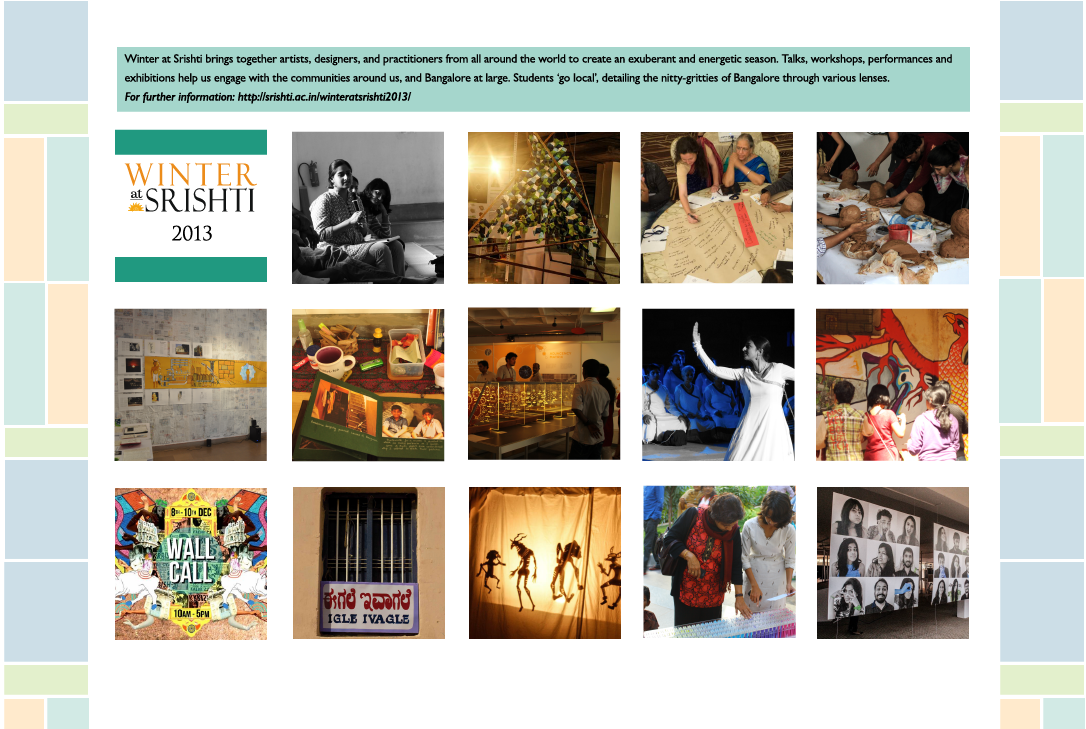 Winter at Srishti brings together artists, designers, and practitioners from all around the world to create an exuberant and energetic season. Talks, workshops, performances and
exhibitions help us engage with the communities around us, and Bangalore at large. Students ‘go local’, detailing the nitty-gritties of Bangalore through various lenses.
For further information: http://srishti.ac.in/winteratsrishti2013/
WINTER
at
SRISHTI
2013
8TH - 10TH DEC
WALL
CALL
10AM - 5PM
ಈಗಲೆ ಇವಾಗಲೆ
IGLE IVAGLE